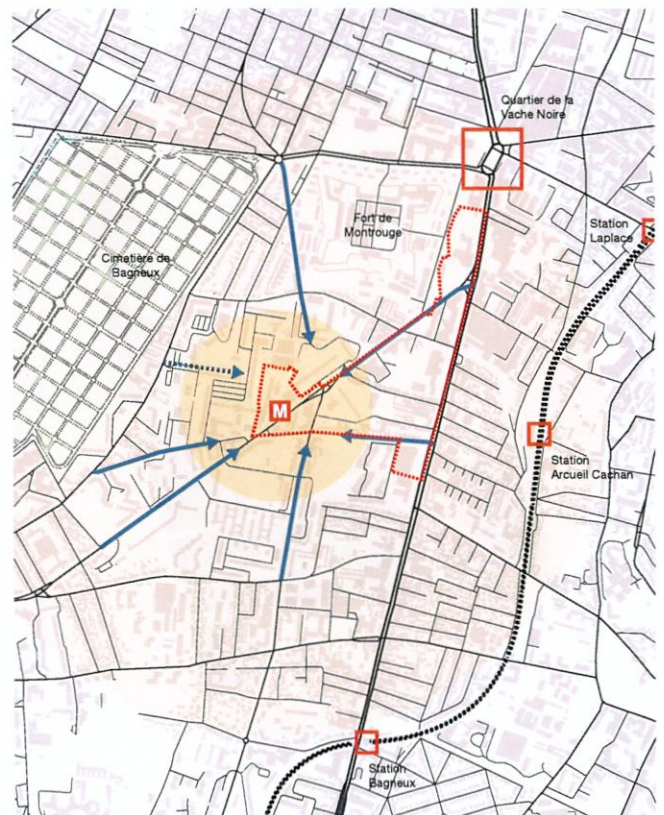 Quartier de la
Vache Noire
Station
Laplace
Fort de
Montrouge
Cimetière de
Bagneux
M
Station
Arcueil Cachan
Station
Bagneux